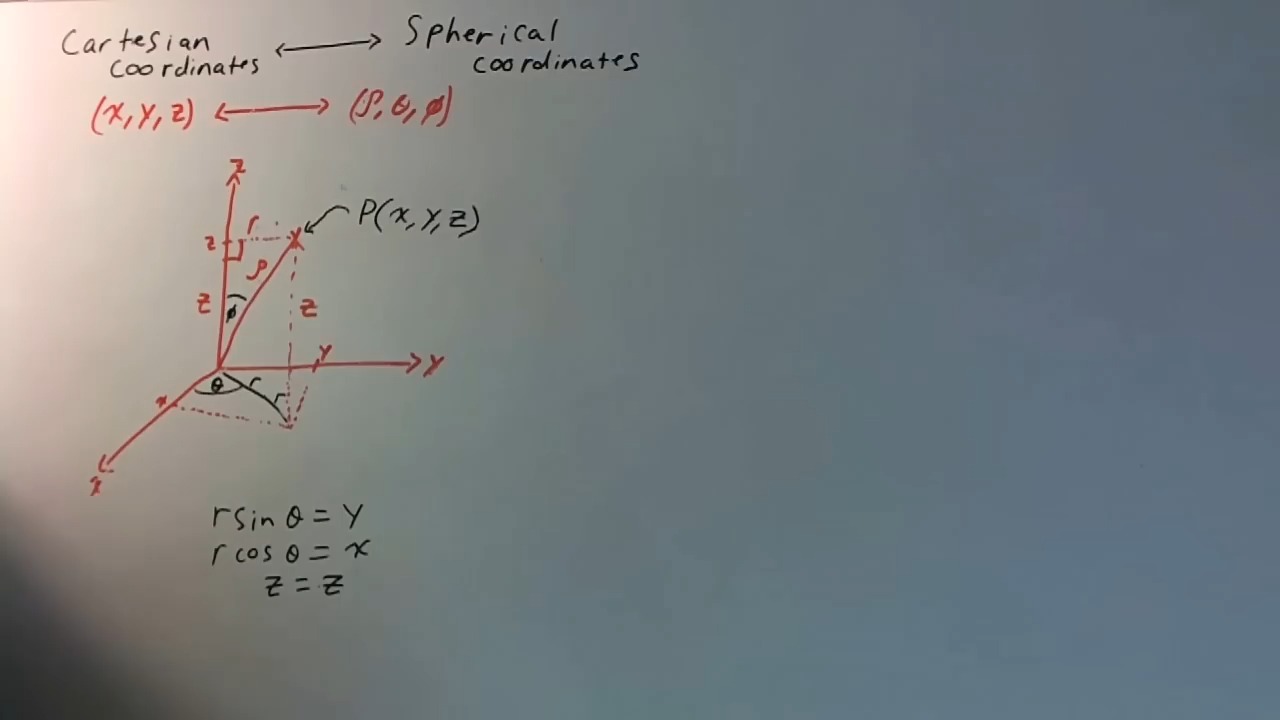 Cartesian coordinates ⟷ Spherical coordinates
(x, y, z) ⟷ (ρ, θ, φ)
z
r
P(x, y, z)
z
ρ
z
φ
z
y
y
θ
r
x
x
r sin θ = y
r cos θ = x
z = z